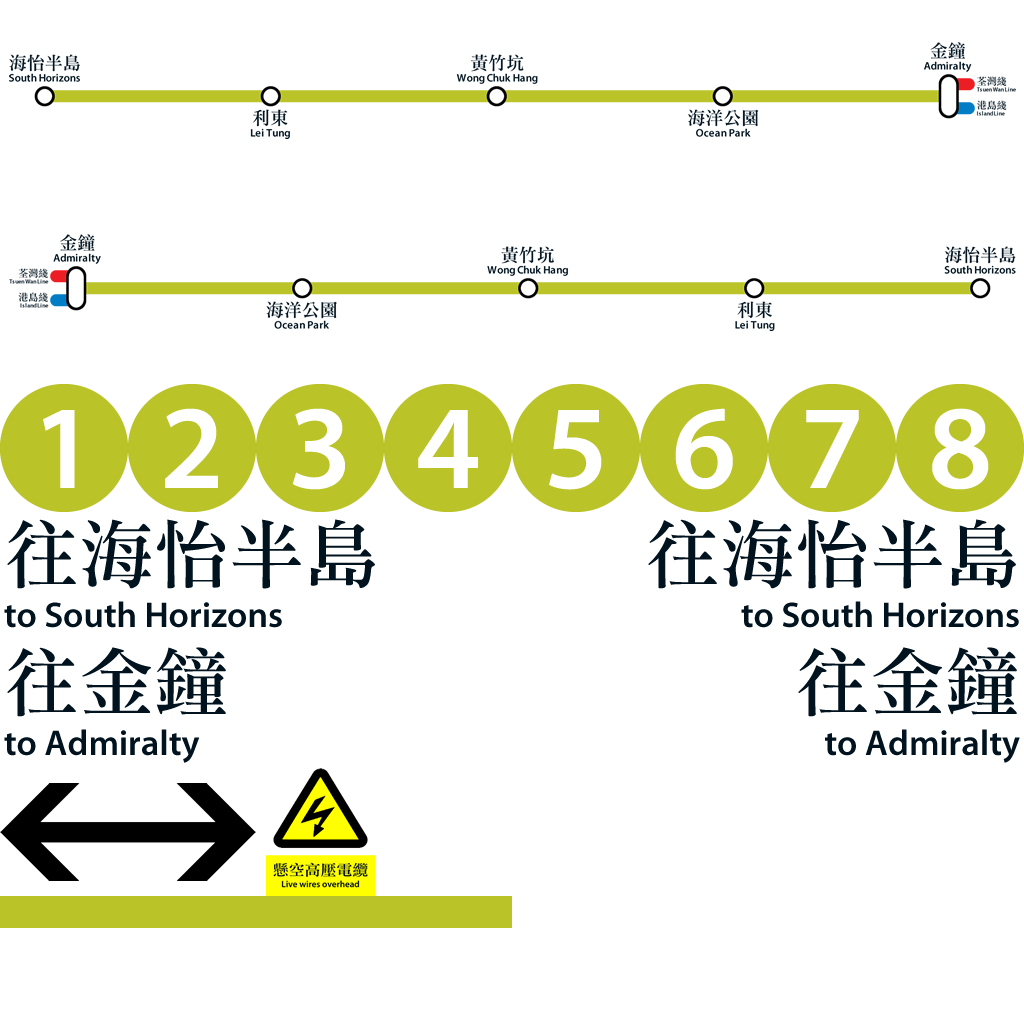 海怡半島
South Horizons
利東
Lei Tung
黃竹坑
Wong Chuk Hang
海洋公園
Ocean Park
金鐘
Admiralty
荃灣綫
Tsuen Wan Line
港島綫
Island Line
金鐘
Admiralty
荃灣綫
Tsuen Wan Line
港島綫
Island Line
海洋公園
Ocean Park
黃竹坑
Wong Chuk Hang
利東
Lei Tung
海怡半島
South Horizons
1 2 3 4 5 6 7 8
往海怡半島
to South Horizons
往海怡半島
to South Horizons
往金鐘
to Admiralty
往金鐘
to Admiralty
懸空高壓電纜
Live wires overhead